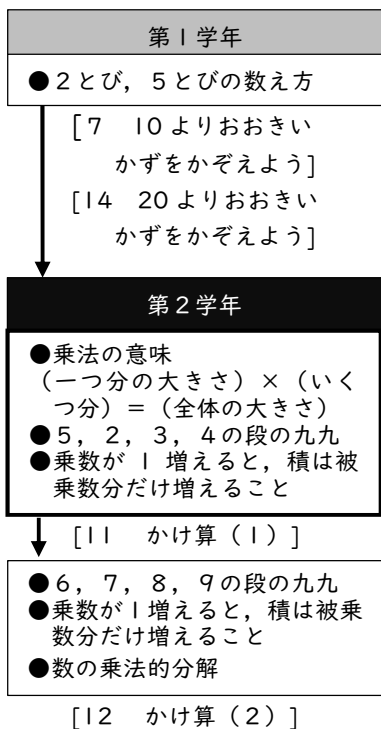 第1学年
●2とび，5とびの数え方
[7　10よりおおきい
かずをかぞえよう]
[14　20よりおおきい
かずをかぞえよう]
第2学年
●乗法の意味
（一つ分の大きさ）×（いく
つ分）＝（全体の大きさ）
●5，2，3，4の段の九九
●乗数が1増えると，積は被
乗数分だけ増えること
[11　かけ算（1）]
●6，7，8，9の段の九九
●乗数が1増えると，積は被乗
数分だけ増えること
●数の乗法的分解
[12　かけ算（2）]